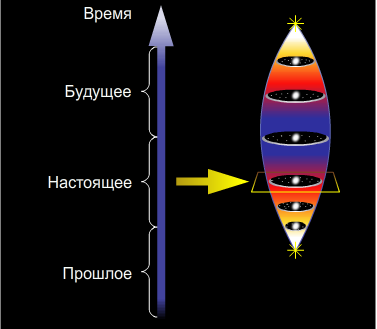 Время
Будущее
Настоящее
Прошлое